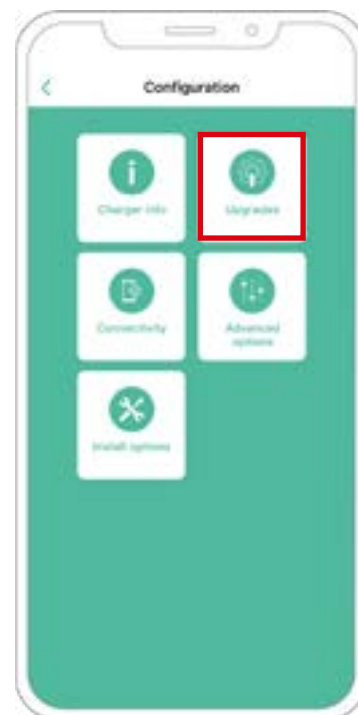 Configuration
Charger info
Upgrades
Connectivity
Advanced
options
Install options